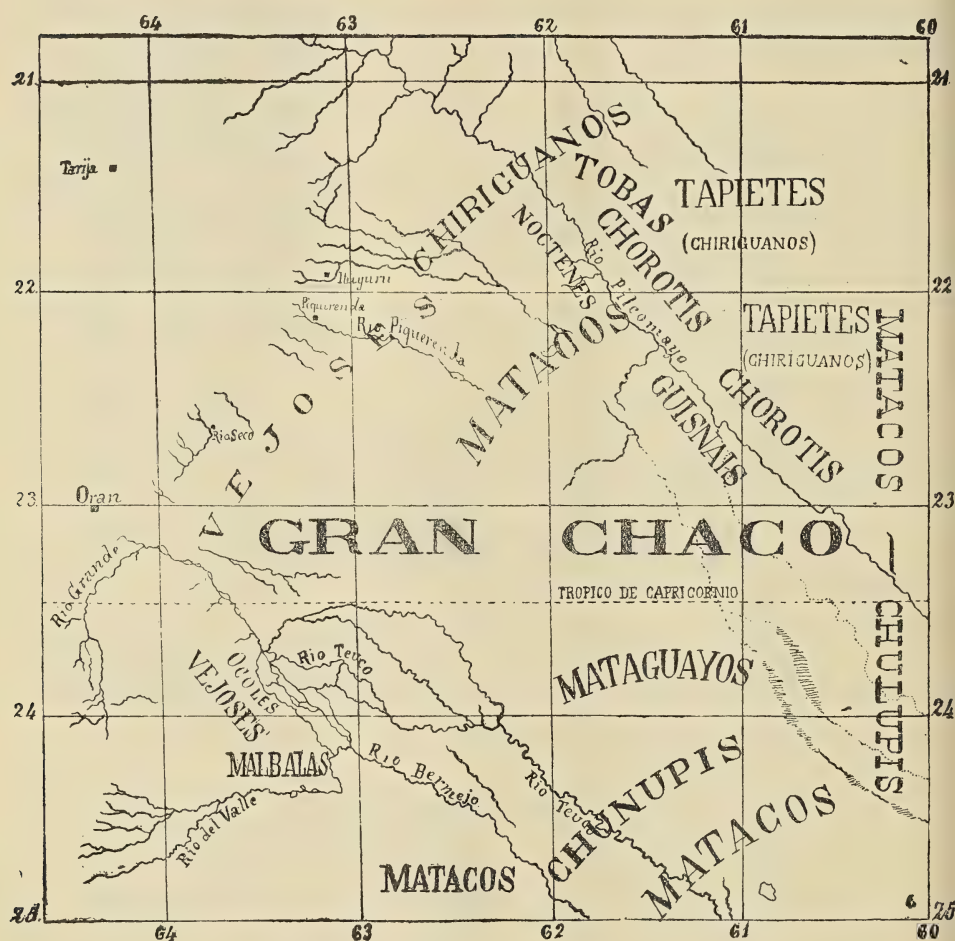 64 63 62 61 60
21 21
Tarija
CHIRIGUANOS
TOBAS
TAPIETES
(CHIRIGUANOS)
NOCTENES
CHOROTIS
Rio Pilcomayo
Itiyuru
22 22
Piquerenda
Rio Piquerenda
TAPIETES
(CHIRIGUANOS)
MATACOS
MATACOS
GUISNAIS
CHOROTIS
VEJOSES
Rio Seco
Oran
23 23
GRAN CHACO
Rio Grande
TROPICO DE CAPRICORNIO
CHULUPIS
Rio Teuco
OCOLES
VEJOSES
MATAGUAYOS
24 24
MALBALAS
Rio Bermejo
Rio Teuco
CHUNUPIS
Rio del Valle
MATACOS
MATACOS
25 25
64 63 62 61 60